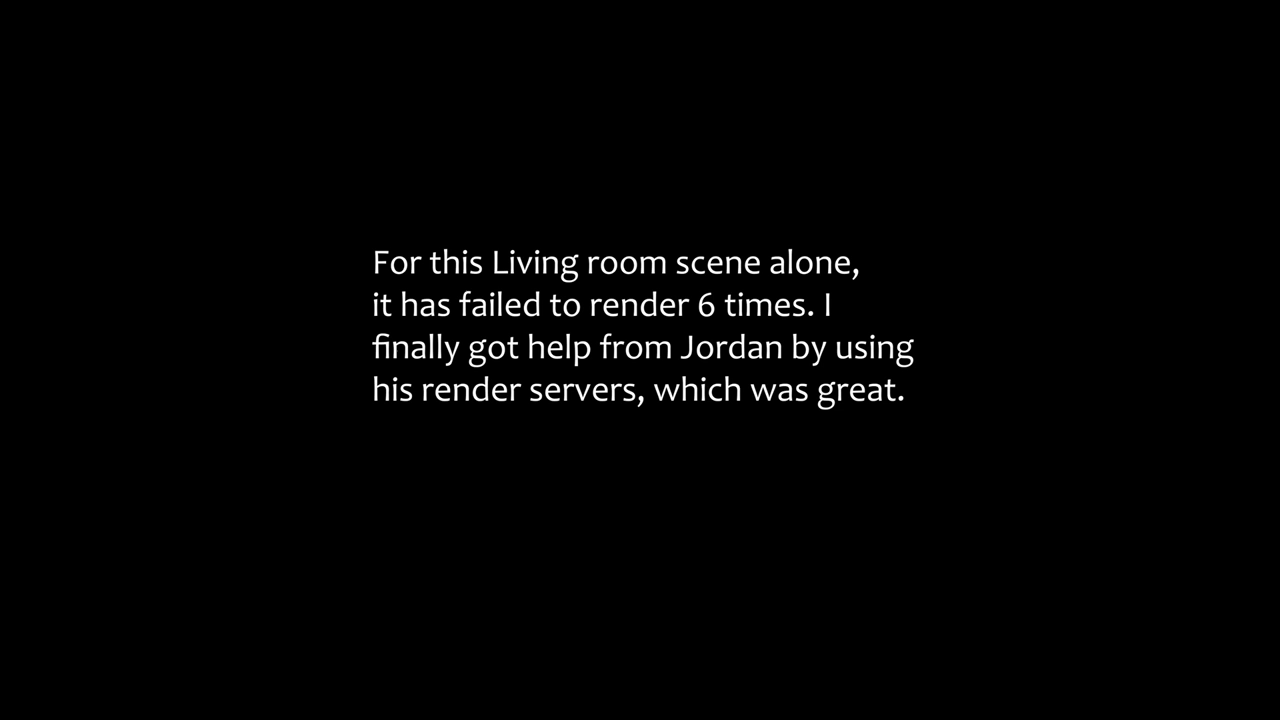 For this Living room scene alone,
it has failed to render 6 times. I
finally got help from Jordan by using
his render servers, which was great.